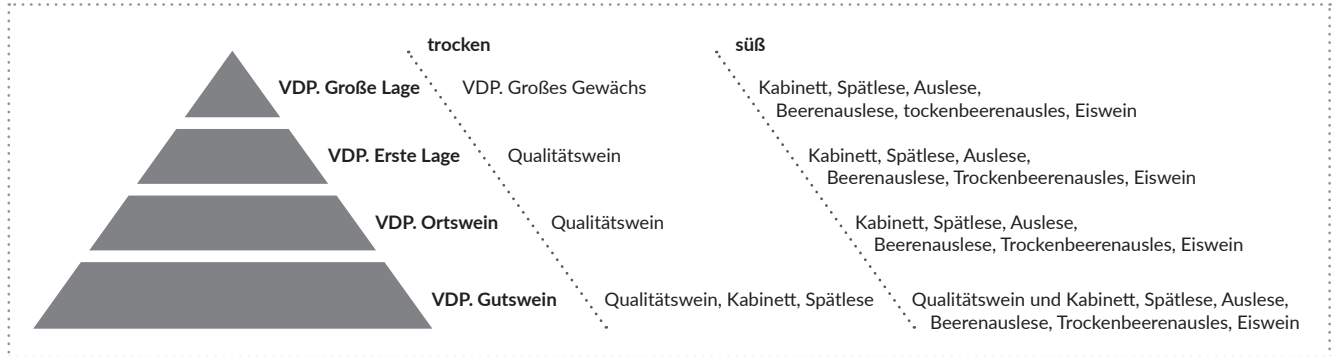 trocken süß
VDP. Große Lage VDP. Großes Gewächs Kabinett, Spätlese, Auslese,
Beerenauslese, tockenbeerenausles, Eiswein
VDP. Erste Lage Qualitätswein Kabinett, Spätlese, Auslese,
Beerenauslese, Trockenbeerenausles, Eiswein
VDP. Ortswein Qualitätswein Kabinett, Spätlese, Auslese,
Beerenauslese, Trockenbeerenausles, Eiswein
VDP. Gutswein Qualitätswein, Kabinett, Spätlese Qualitätswein und Kabinett, Spätlese, Auslese,
Beerenauslese, Trockenbeerenausles, Eiswein